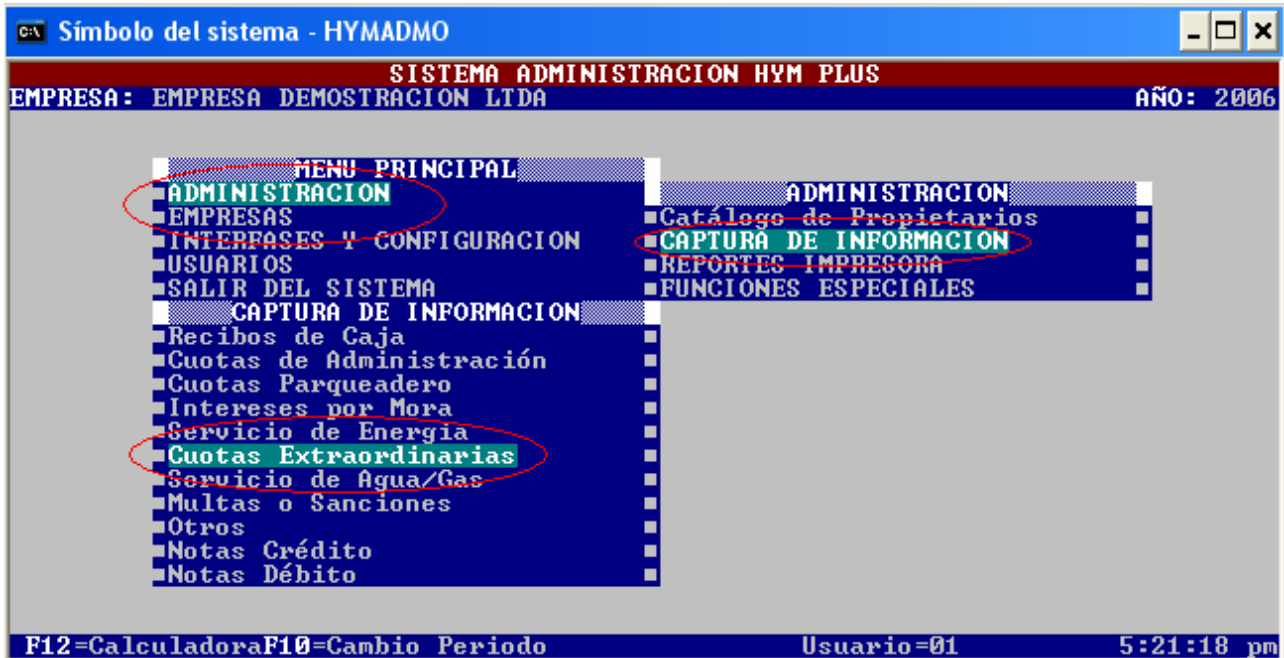 Símbolo del sistema - HYMADMO
SISTEMA ADMINISTRACION HYM PLUS
EMPRESA: EMPRESA DEMOSTRACION LTDA AÑO: 2006
MENU PRINCIPAL
ADMINISTRACION
EMPRESAS
INTERFASES Y CONFIGURACION
USUARIOS
SALIR DEL SISTEMA
ADMINISTRACION
Catálogo de Propietarios
CAPTURA DE INFORMACION
REPORTES IMPRESORA
FUNCIONES ESPECIALES
CAPTURA DE INFORMACION
Recibos de Caja
Cuotas de Administración
Cuotas Parqueadero
Intereses por Mora
Servicio de Energia
Cuotas Extraordinarias
Servicio de Agua/Gas
Multas o Sanciones
Otros
Notas Crédito
Notas Débito
F12=CalculadoraF10=Cambio Periodo Usuario=01 5:21:18 pm